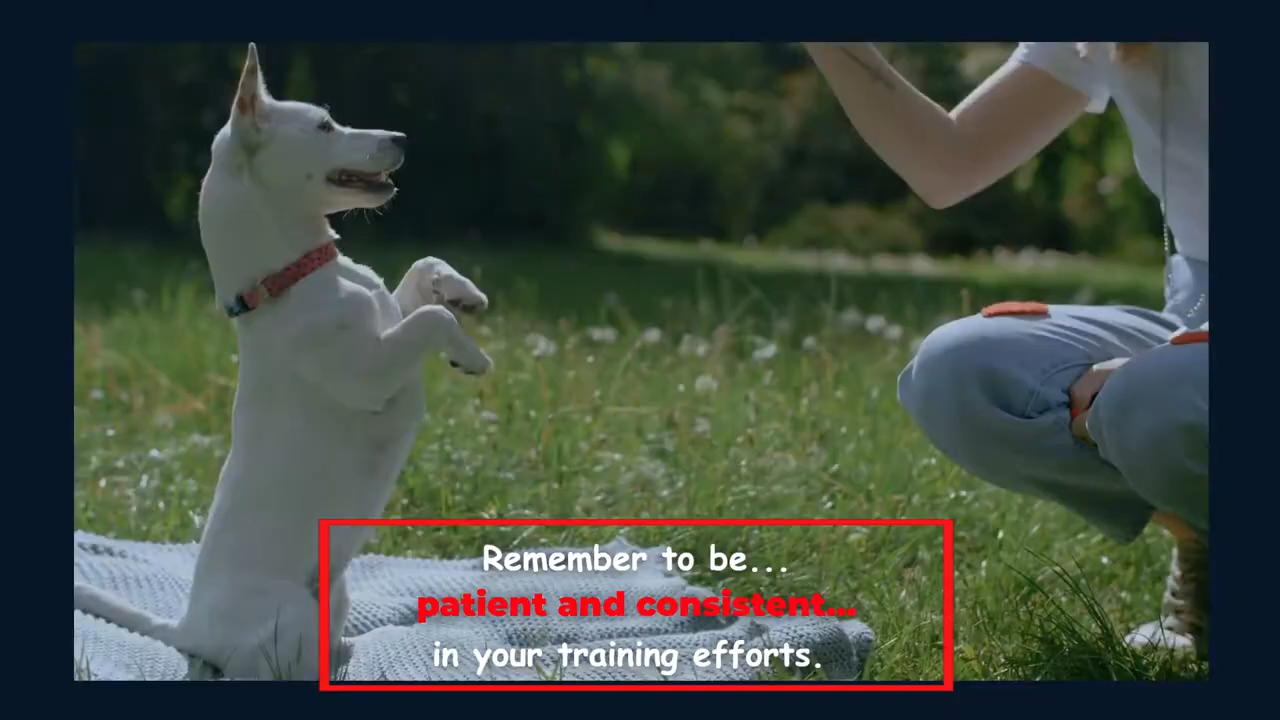 Remember to be...
patient and consistent...
in your training efforts.